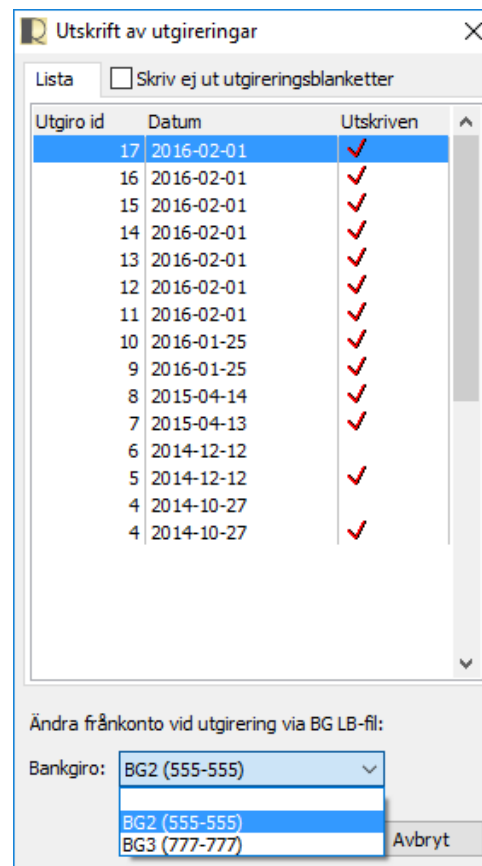 Utskrift av utgireringar
Lista Skriv ej ut utgireringsblanketter
Utgiro id Datum Utskriven
17 2016-02-01
16 2016-02-01
15 2016-02-01
14 2016-02-01
13 2016-02-01
12 2016-02-01
11 2016-02-01
10 2016-01-25
9 2016-01-25
8 2015-04-14
7 2015-04-13
6 2014-12-12
5 2014-12-12
4 2014-10-27
4 2014-10-27
Ändra frånkonto vid utgirering via BG LB-fil:
Bankgiro: BG2 (555-555)
BG2 (555-555)
BG3 (777-777) Avbryt